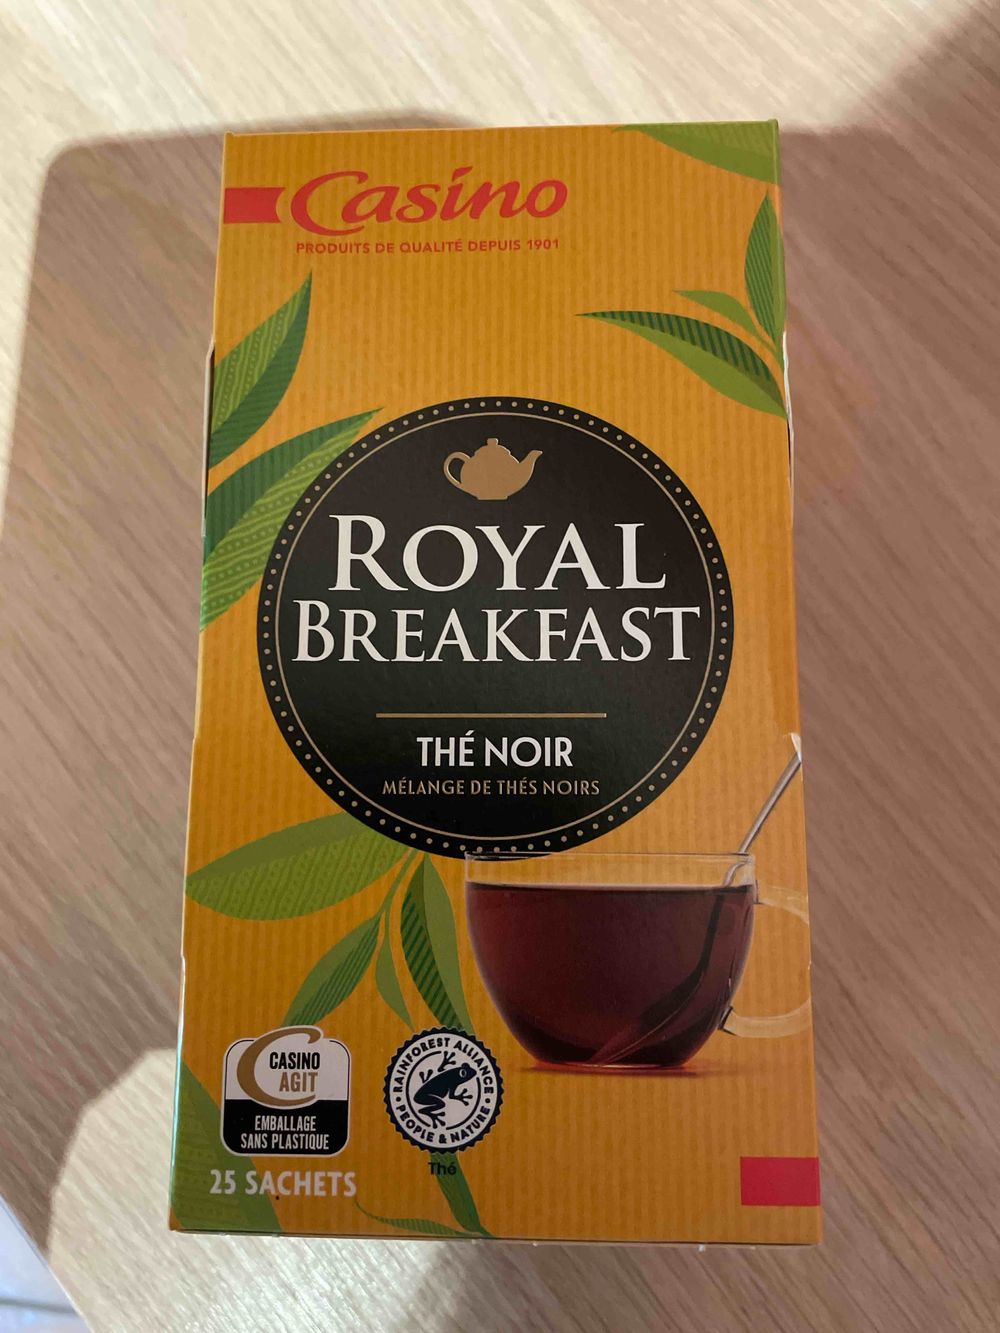 Casino
PRODUITS DE QUALITÉ DEPUIS 1901
ROYAL
BREAKFAST
THÉ NOIR
MÉLANGE DE THÉS NOIRS
CASINO
AGIT
EMBALLAGE
SANS PLASTIQUE
RAINFOREST ALLIANCE
PEOPLE & NATURE
Thé
25 SACHETS